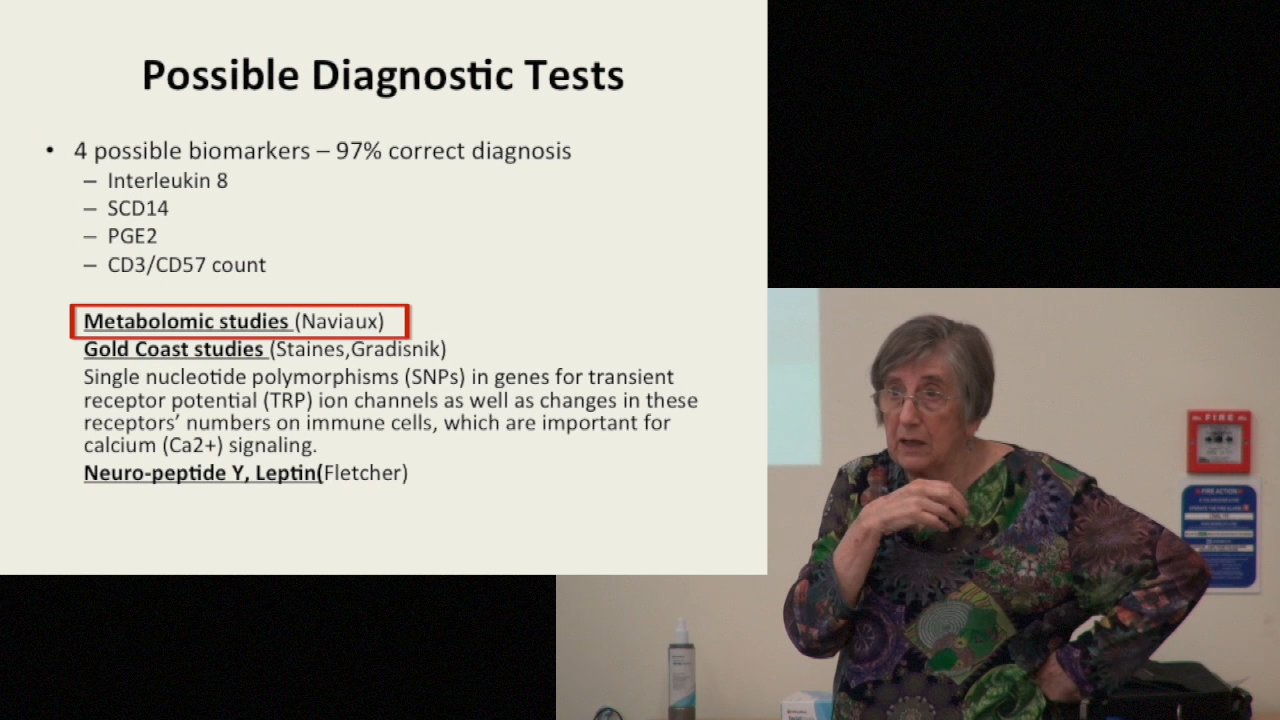 Possible Diagnostic Tests
• 4 possible biomarkers – 97% correct diagnosis
– Interleukin 8
– SCD14
– PGE2
– CD3/CD57 count
Metabolomic studies (Naviaux)
Gold Coast studies (Staines,Gradisnik)
Single nucleotide polymorphisms (SNPs) in genes for transient
receptor potential (TRP) ion channels as well as changes in these
receptors’ numbers on immune cells, which are important for
calcium (Ca2+) signaling.
Neuro-peptide Y, Leptin(Fletcher)
FIRE
FIRE ACTION